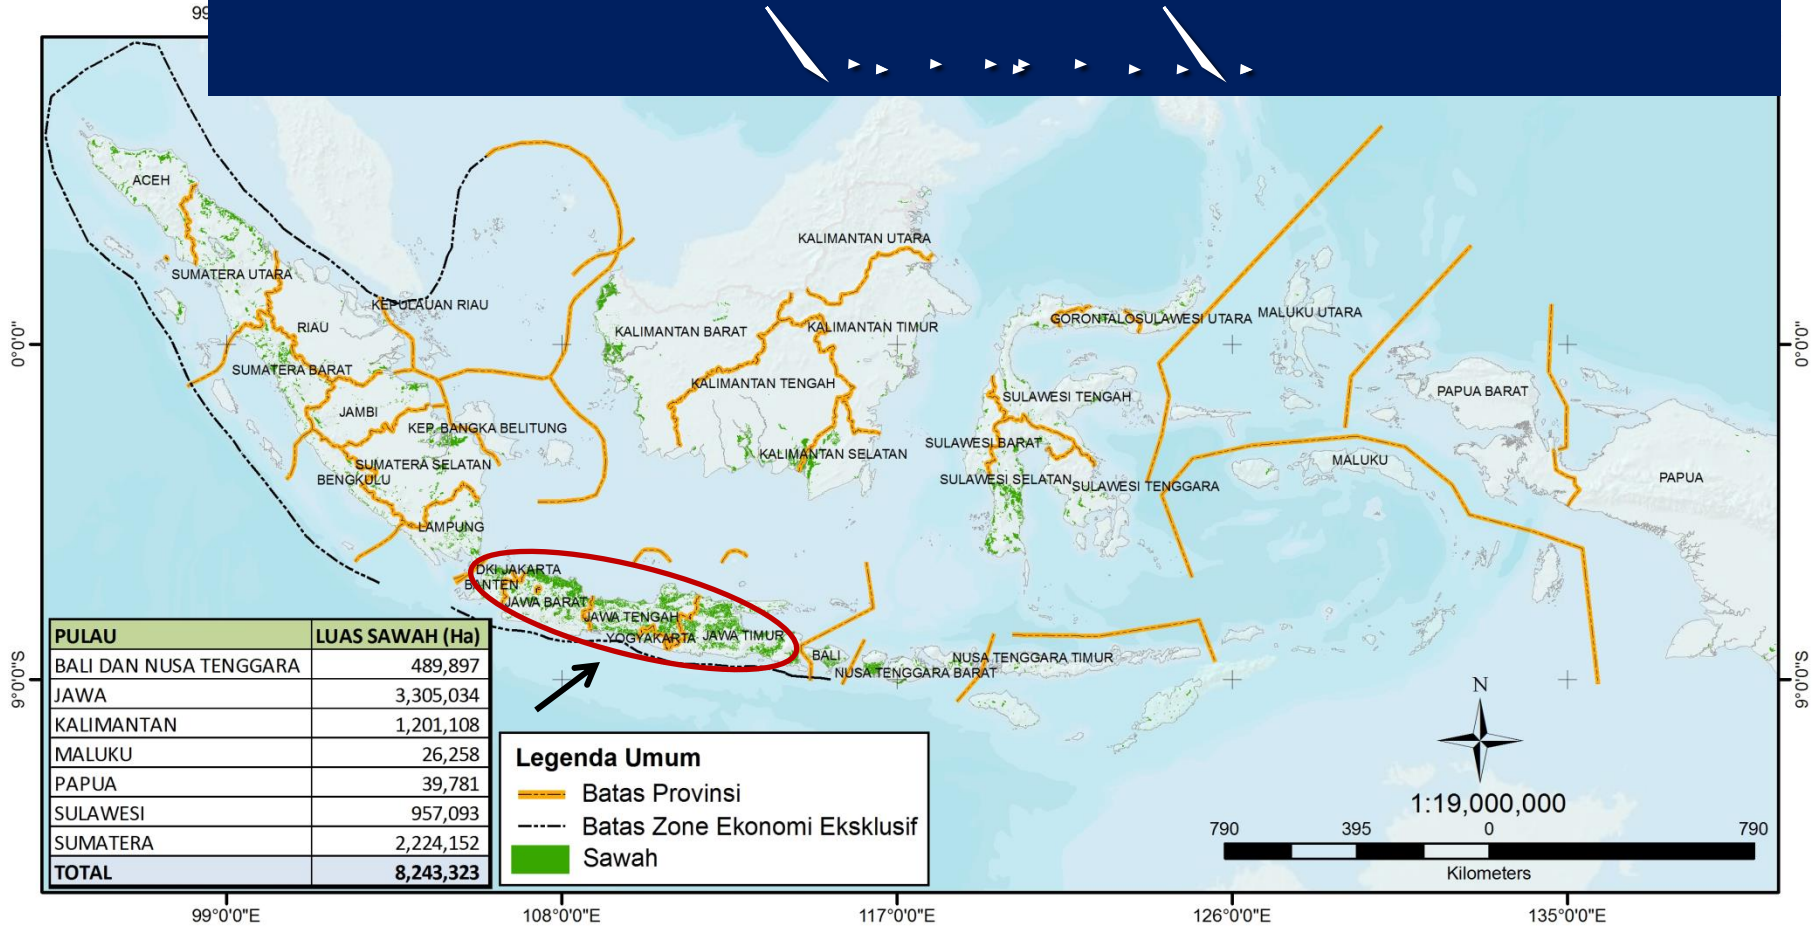 99
ACEH
SUMATERA UTARA
KEPULAUAN RIAU
RIAU
SUMATERA BARAT
JAMBI
KEP. BANGKA BELITUNG
SUMATERA SELATAN
BENGKULU
LAMPUNG
KALIMANTAN UTARA
KALIMANTAN BARAT
KALIMANTAN TIMUR
KALIMANTAN TENGAH
KALIMANTAN SELATAN
GORONTALO
SULAWESI UTARA
MALUKU UTARA
SULAWESI TENGAH
SULAWESI BARAT
SULAWESI SELATAN
SULAWESI TENGGARA
MALUKU
PAPUA BARAT
PAPUA
DKI JAKARTA
BANTEN
JAWA BARAT
JAWA TENGAH
YOGYAKARTA
JAWA TIMUR
BALI
NUSA TENGGARA BARAT
NUSA TENGGARA TIMUR
0°0'0"
0°0'0"
9°0'0"S
9°0'0"S
PULAU LUAS SAWAH (Ha)
BALI DAN NUSA TENGGARA 489,897
JAWA 3,305,034
KALIMANTAN 1,201,108
MALUKU 26,258
PAPUA 39,781
SULAWESI 957,093
SUMATERA 2,224,152
TOTAL 8,243,323
Legenda Umum
Batas Provinsi
Batas Zone Ekonomi Eksklusif
Sawah
N
1:19,000,000
790 395 0 790
Kilometers
99°0'0"E 108°0'0"E 117°0'0"E 126°0'0"E 135°0'0"E